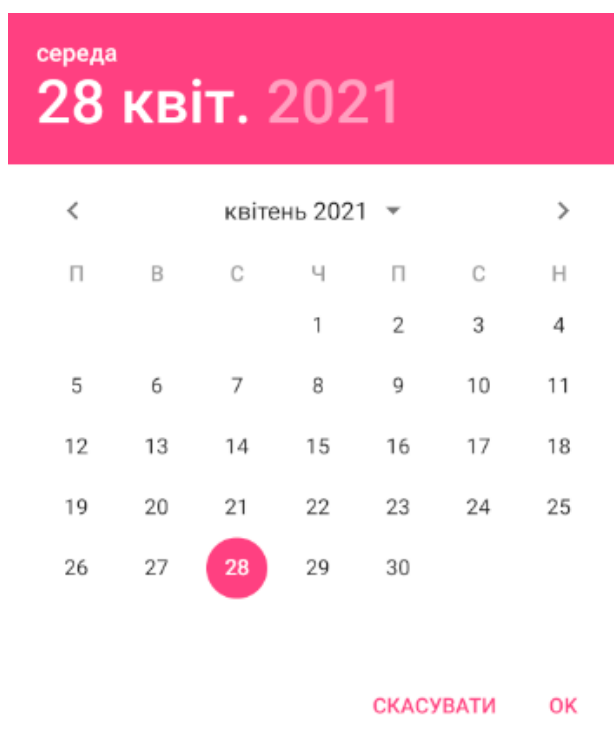 середа
28 квіт. 2021
квітень 2021
П В С Ч П С Н
1 2 3 4
5 6 7 8 9 10 11
12 13 14 15 16 17 18
19 20 21 22 23 24 25
26 27 28 29 30
СКАСУВАТИ ОК